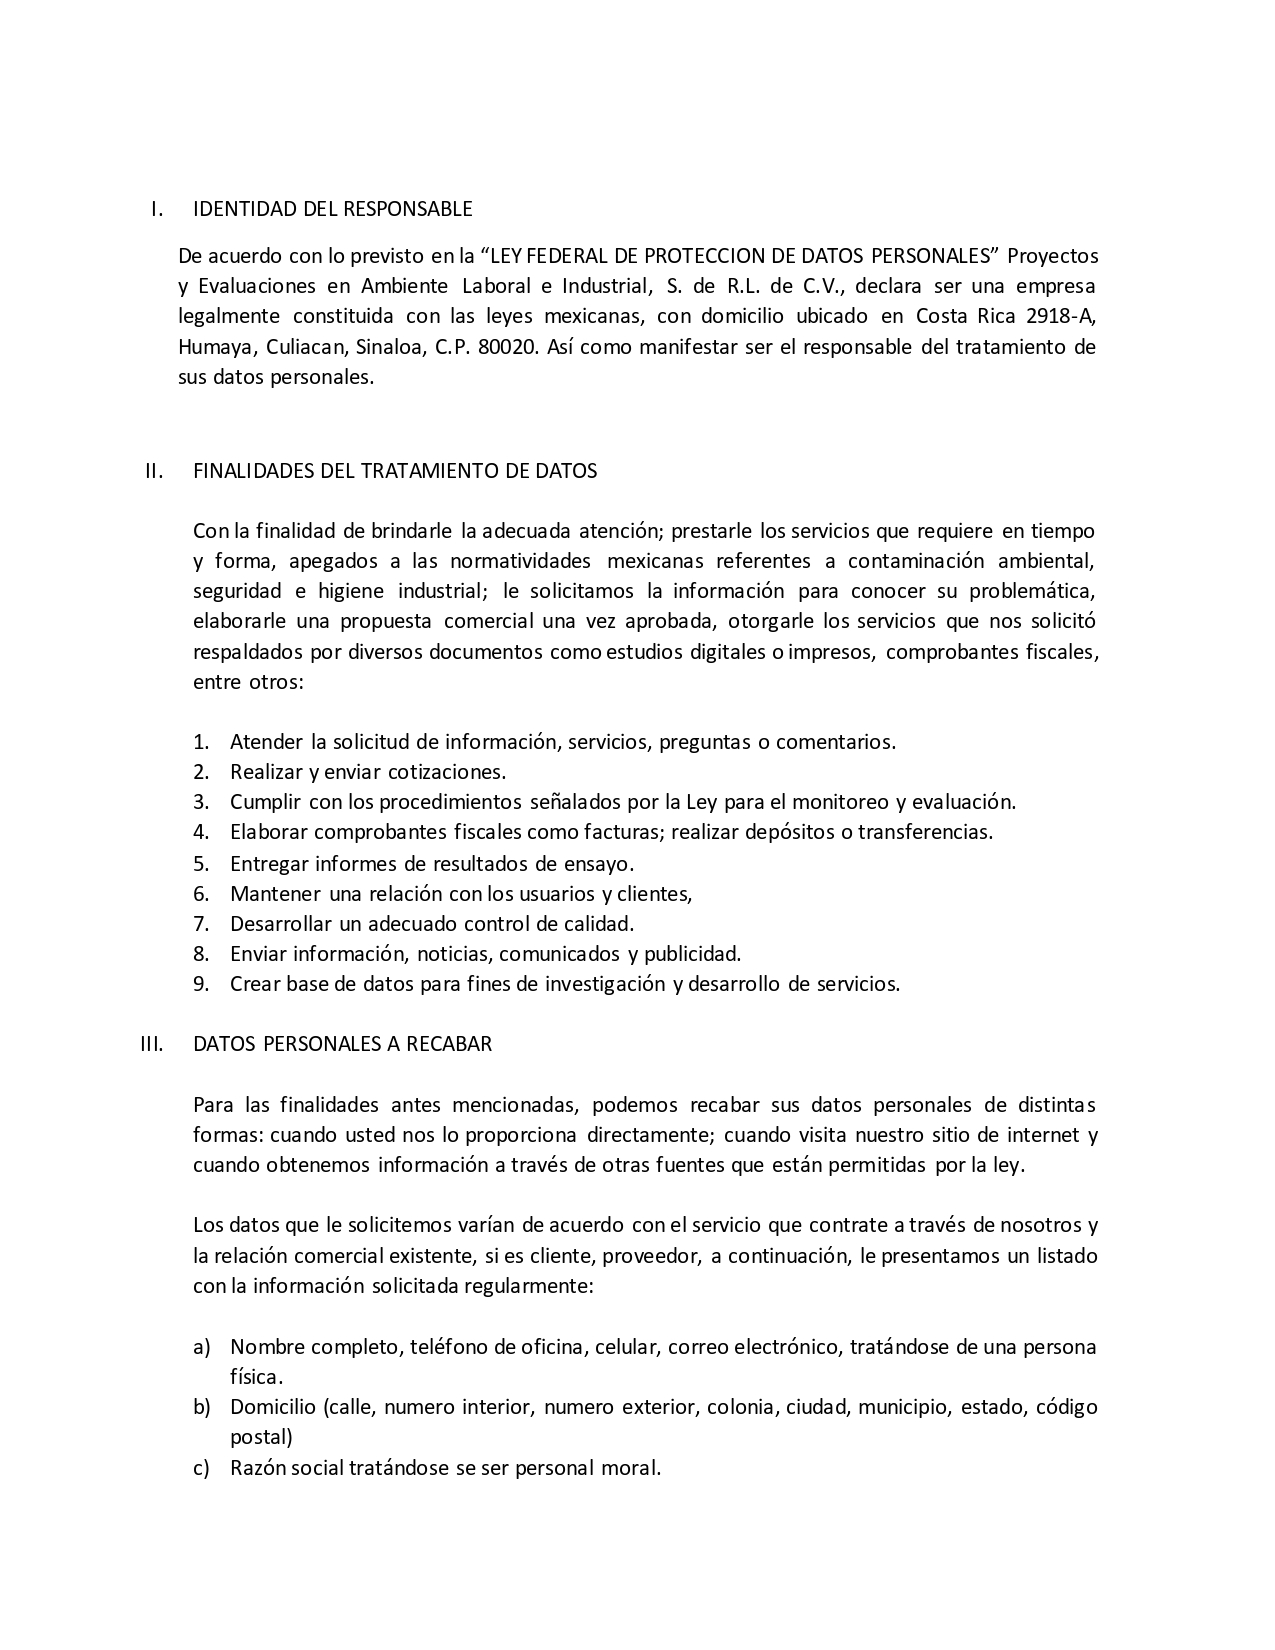 I. IDENTIDAD DEL RESPONSABLE
De acuerdo con lo previsto en la “LEY FEDERAL DE PROTECCION DE DATOS PERSONALES” Proyectos
y Evaluaciones en Ambiente Laboral e Industrial, S. de R.L. de C.V., declara ser una empresa
legalmente constituida con las leyes mexicanas, con domicilio ubicado en Costa Rica 2918-A,
Humaya, Culiacan, Sinaloa, C.P. 80020. Así como manifestar ser el responsable del tratamiento de
sus datos personales.
II. FINALIDADES DEL TRATAMIENTO DE DATOS
Con la finalidad de brindarle la adecuada atención; prestarle los servicios que requiere en tiempo
y forma, apegados a las normatividades mexicanas referentes a contaminación ambiental,
seguridad e higiene industrial; le solicitamos la información para conocer su problemática,
elaborarle una propuesta comercial una vez aprobada, otorgarle los servicios que nos solicitó
respaldados por diversos documentos como estudios digitales o impresos, comprobantes fiscales,
entre otros:
1. Atender la solicitud de información, servicios, preguntas o comentarios.
2. Realizar y enviar cotizaciones.
3. Cumplir con los procedimientos señalados por la Ley para el monitoreo y evaluación.
4. Elaborar comprobantes fiscales como facturas; realizar depósitos o transferencias.
5. Entregar informes de resultados de ensayo.
6. Mantener una relación con los usuarios y clientes,
7. Desarrollar un adecuado control de calidad.
8. Enviar información, noticias, comunicados y publicidad.
9. Crear base de datos para fines de investigación y desarrollo de servicios.
III. DATOS PERSONALES A RECABAR
Para las finalidades antes mencionadas, podemos recabar sus datos personales de distintas
formas: cuando usted nos lo proporciona directamente; cuando visita nuestro sitio de internet y
cuando obtenemos información a través de otras fuentes que están permitidas por la ley.
Los datos que le solicitemos varían de acuerdo con el servicio que contrate a través de nosotros y
la relación comercial existente, si es cliente, proveedor, a continuación, le presentamos un listado
con la información solicitada regularmente:
a) Nombre completo, teléfono de oficina, celular, correo electrónico, tratándose de una persona
física.
b) Domicilio (calle, numero interior, numero exterior, colonia, ciudad, municipio, estado, código
postal)
c) Razón social tratándose se ser personal moral.